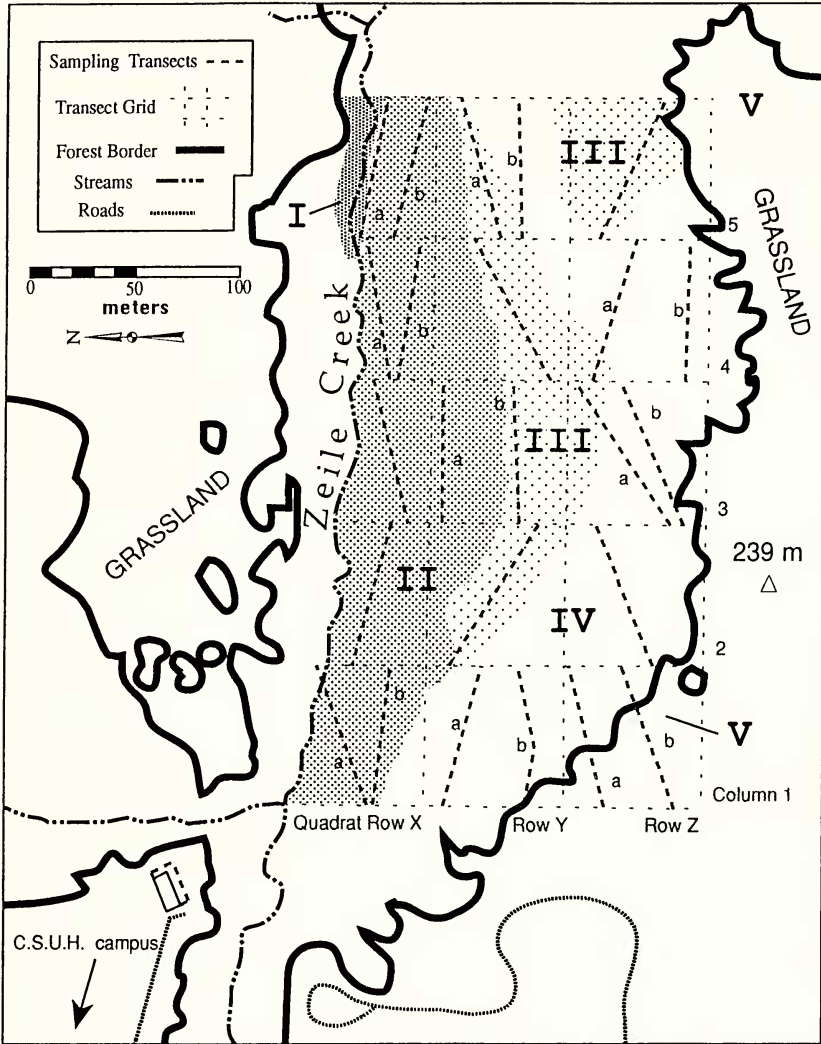 Sampling Transects
Transect Grid
Forest Border
Streams
Roads
0 50 100
meters
N
I
a
b
a
b
III
V
5
GRASSLAND
Zeile Creek
a
b
a
b
4
GRASSLAND
a
b
III
a
b
3
239 m
II
IV
2
a
b
a
b
a
b
V
Column 1
Quadrat Row X
Row Y
Row Z
C.S.U.H. campus